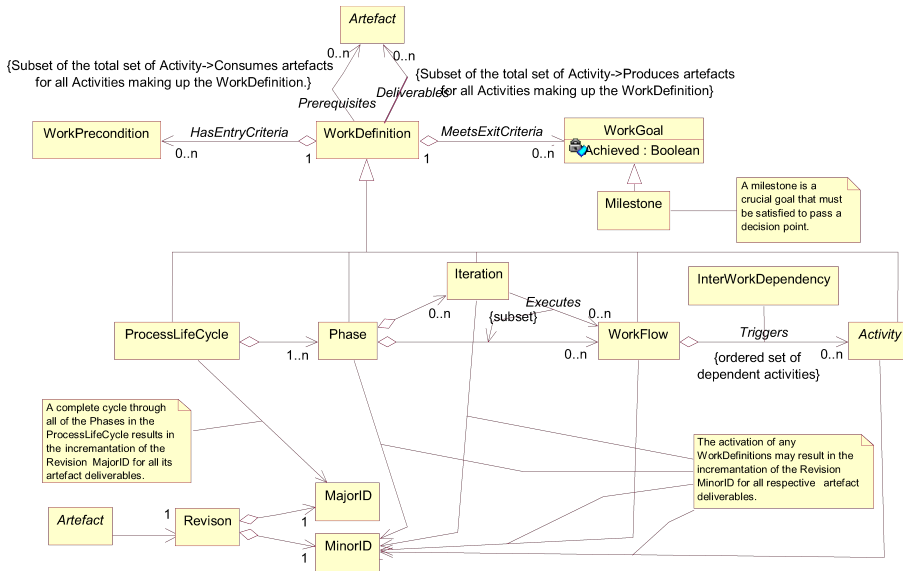 Artefact
0..n
0..n
{Subset of the total set of Activity->Consumes artefacts
for all Activities making up the WorkDefinition.}
{Subset of the total set of Activity->Produces artefacts
for all Activities making up the WorkDefinition}
Prerequisites
Deliverables
WorkPrecondition
HasEntryCriteria
0..n
1
WorkDefinition
1
MeetsExitCriteria
0..n
WorkGoal
Achieved : Boolean
Milestone
A milestone is a
crucial goal that must
be satisfied to pass a
decision point.
Iteration
InterWorkDependency
0..n
Executes
{subset}
0..n
ProcessLifeCycle
1..n
Phase
0..n
WorkFlow
Triggers
0..n
{ordered set of
dependent activities}
Activity
A complete cycle through
all of the Phases in the
ProcessLifeCycle results in
the incremantation of the
Revision MajorID for all its
artefact deliverables.
The activation of any
WorkDefinitions may result in the
incremantation of the Revision
MinorID for all respective artefact
deliverables.
MajorID
1
Artefact
1
Revison
MinorID
1